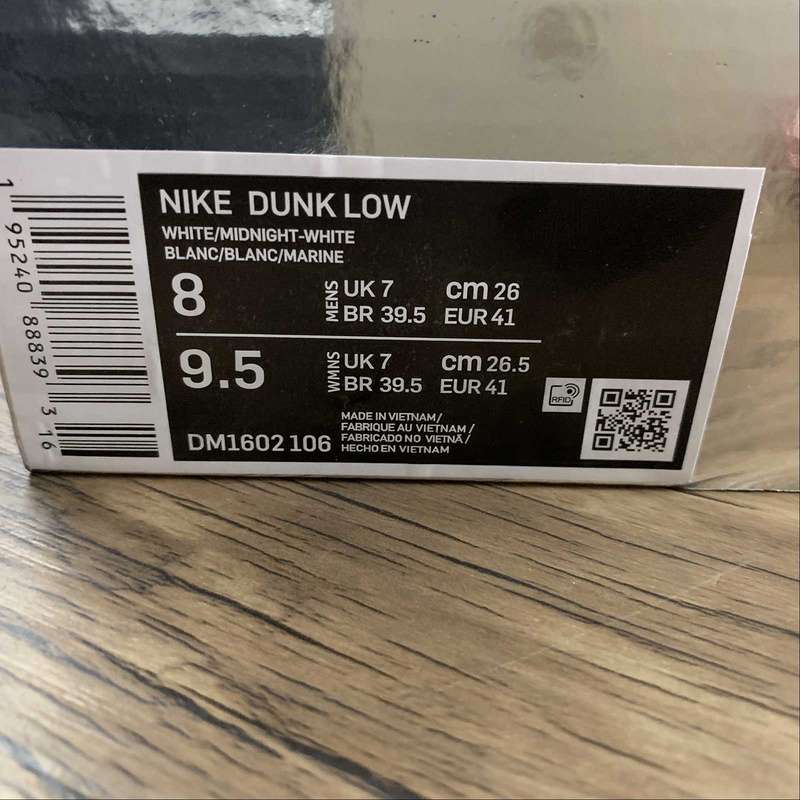 NIKE DUNK LOW
WHITE/MIDNIGHT-WHITE
BLANC/BLANC/MARINE
8 MENS UK 7 cm 26
BR 39.5 EUR 41
9.5 WMNS UK 7 cm 26.5
BR 39.5 EUR 41
RFID
DM1602 106
MADE IN VIETNAM/
FABRIQUE AU VIETNAM/
FABRICADO NO VIETNÃ/
HECHO EN VIETNAM
1 95240 88839 3 16